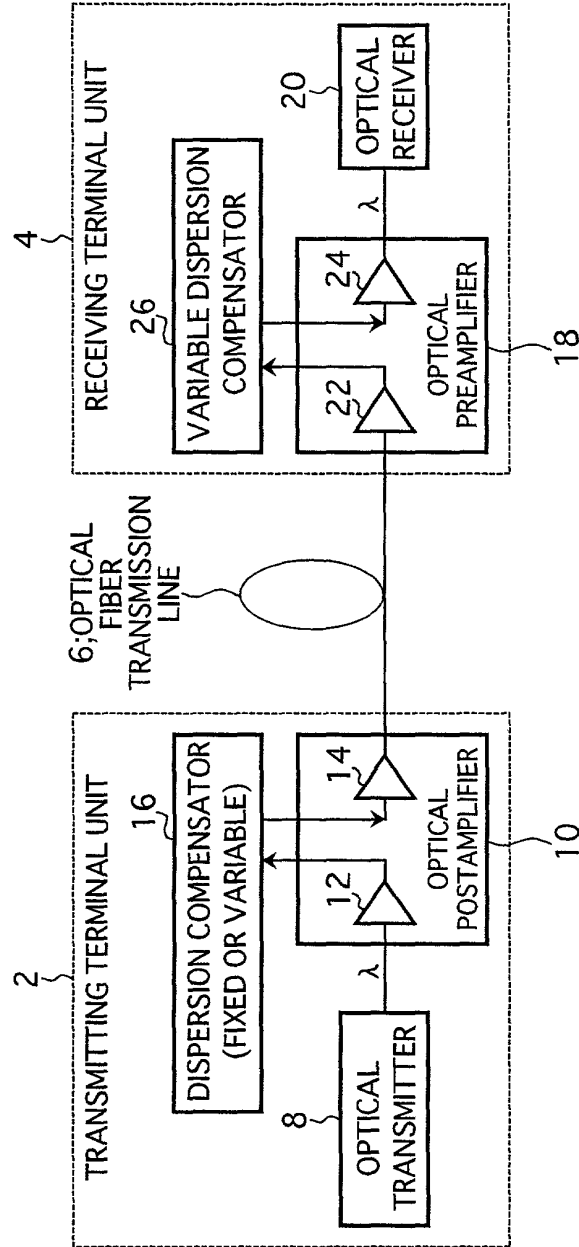 2
TRANSMITTING TERMINAL UNIT
16
DISPERSION COMPENSATOR
(FIXED OR VARIABLE)
8
OPTICAL
TRANSMITTER
λ
12
14
OPTICAL
POSTAMPLIFIER
10
6;OPTICAL
FIBER
TRANSMISSION
LINE
4
RECEIVING TERMINAL UNIT
26
VARIABLE DISPERSION
COMPENSATOR
22
24
OPTICAL
PREAMPLIFIER
18
λ
20
OPTICAL
RECEIVER